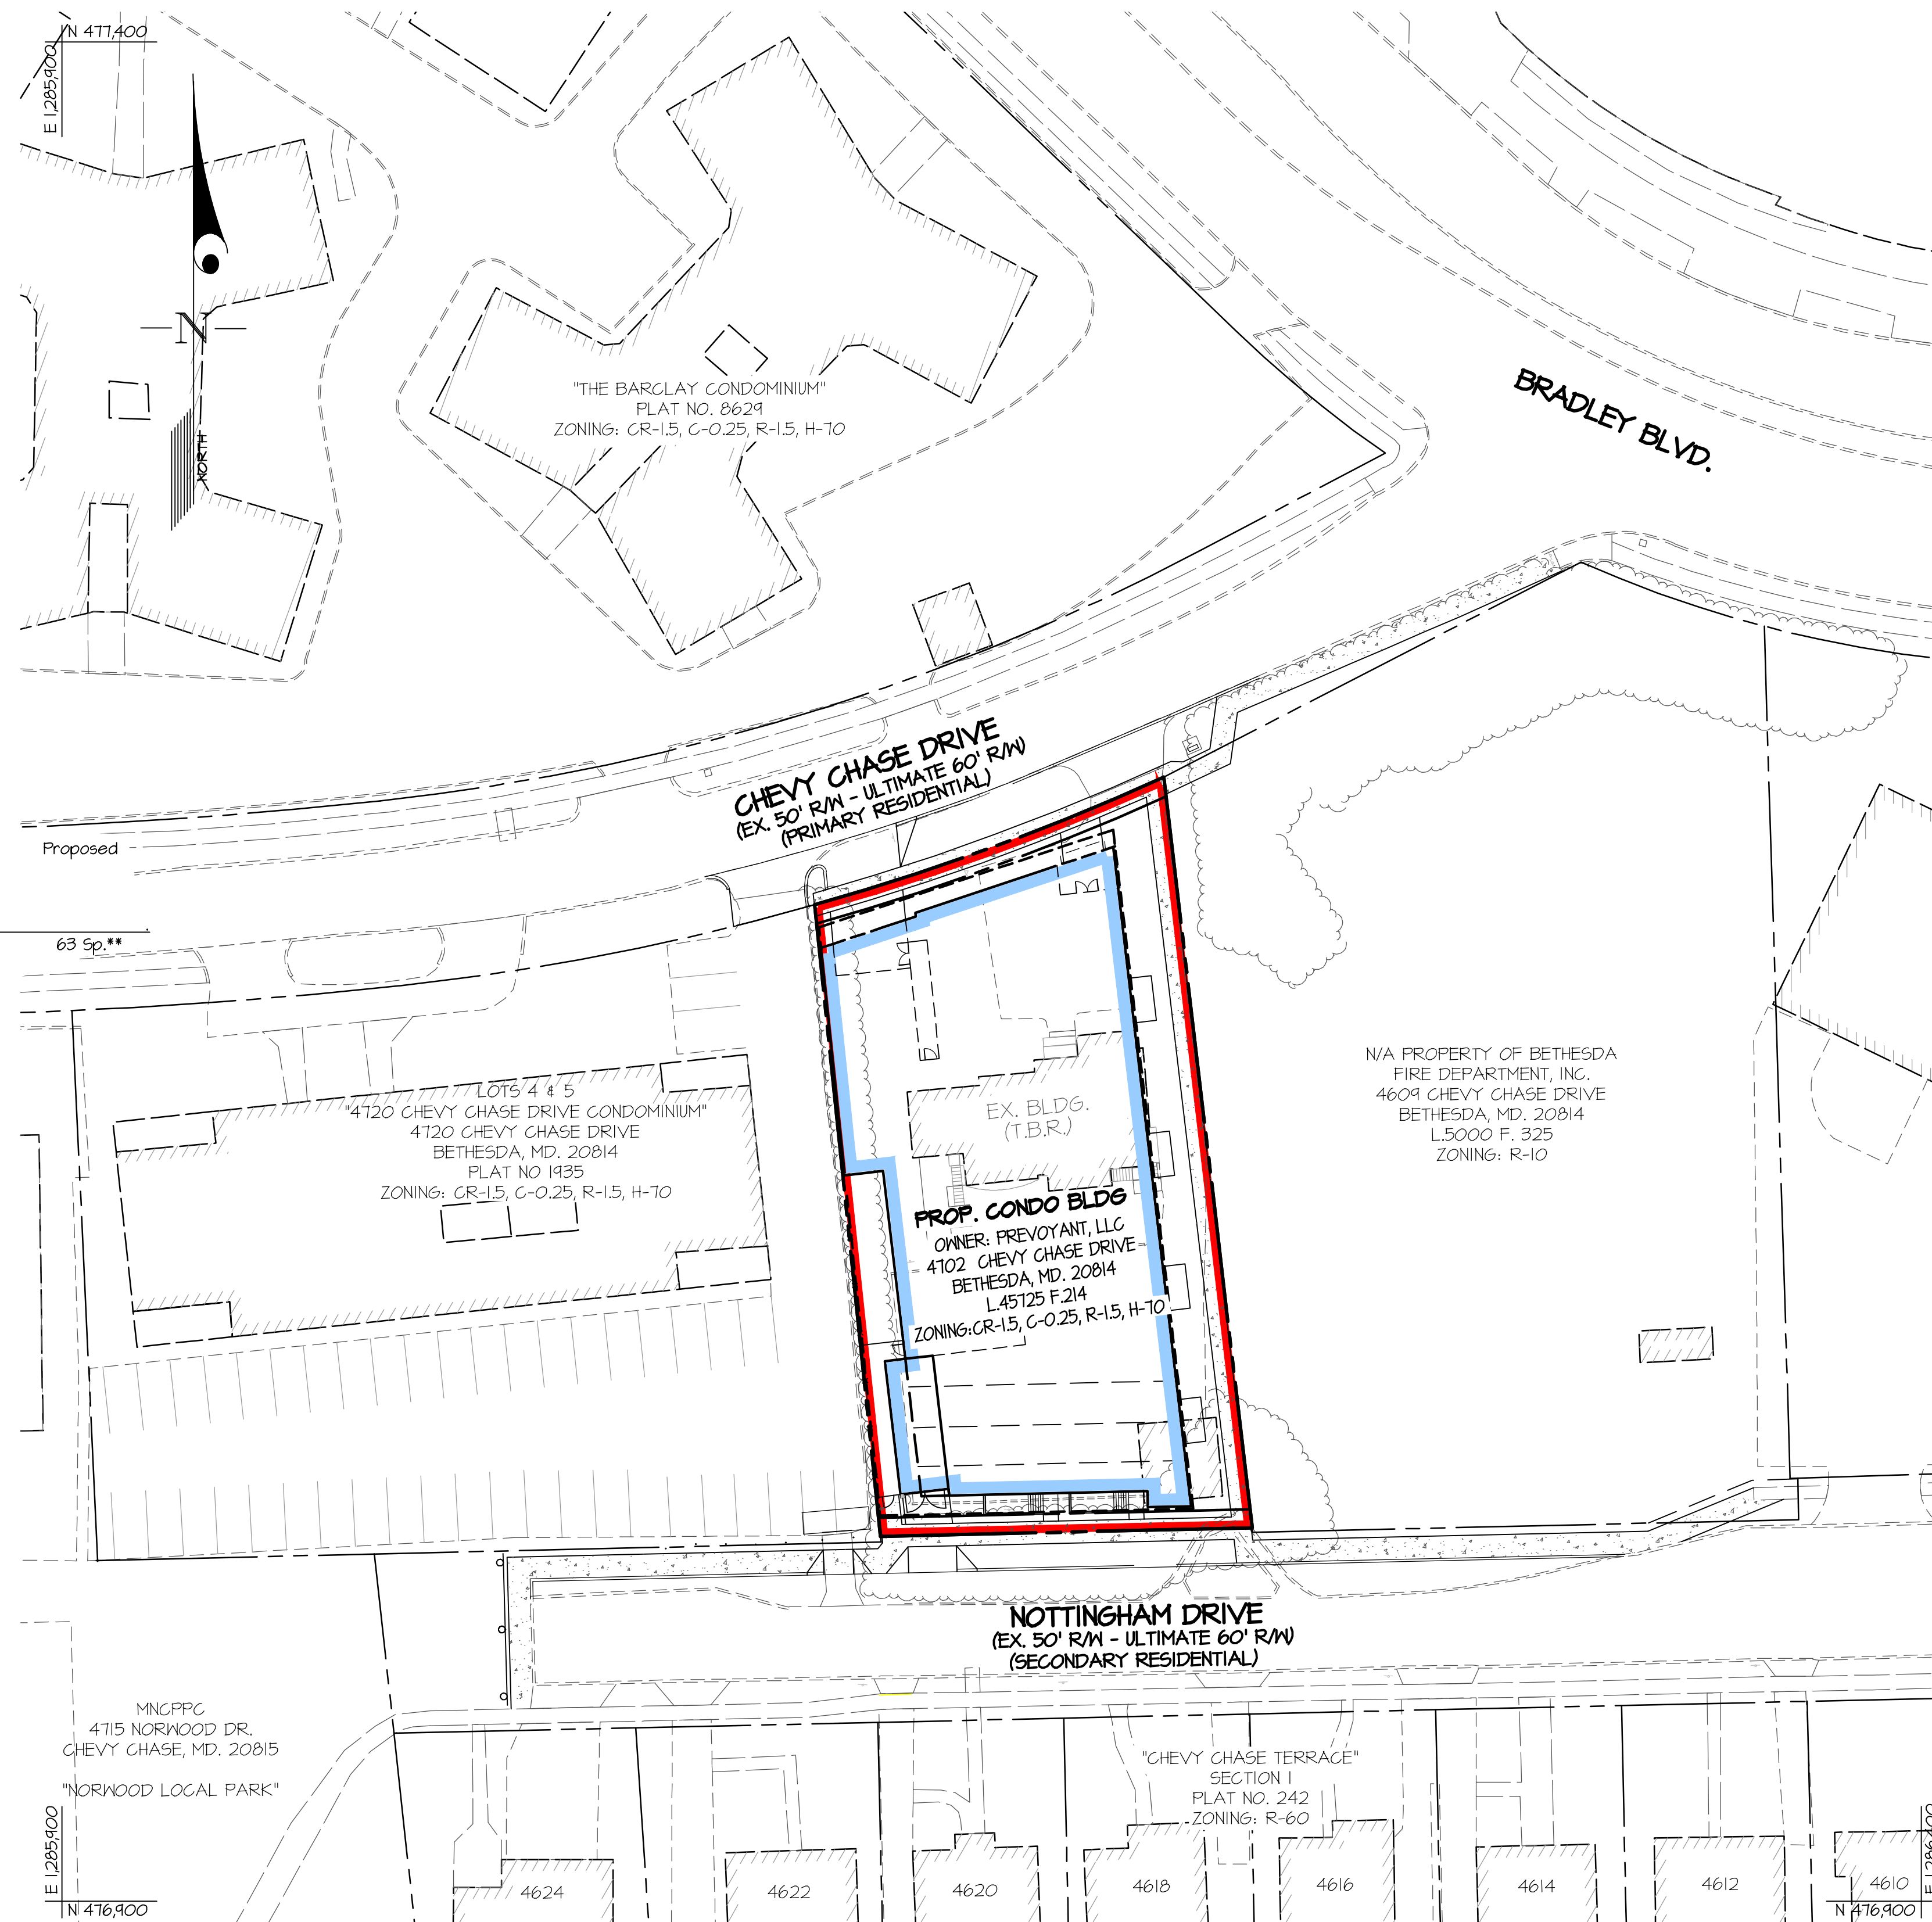 N 477,400
E 1,285,900
N
NORTH
"THE BARCLAY CONDOMINIUM"
PLAT NO. 8629
ZONING: CR-1.5, C-0.25, R-1.5, H-70
BRADLEY BLVD.
CHEVY CHASE DRIVE
(EX. 50' R/W - ULTIMATE 60' R/W)
(PRIMARY RESIDENTIAL)
Proposed
63 Sp.**
LOTS 4 & 5
"4720 CHEVY CHASE DRIVE CONDOMINIUM"
4720 CHEVY CHASE DRIVE
BETHESDA, MD. 20814
PLAT NO 1935
ZONING: CR-1.5, C-0.25, R-1.5, H-70
EX. BLDG.
(T.B.R.)
PROP. CONDO BLDG
OWNER: PREVOYANT, LLC
4702 CHEVY CHASE DRIVE
BETHESDA, MD. 20814
L.45725 F.214
ZONING:CR-1.5, C-0.25, R-1.5, H-70
N/A PROPERTY OF BETHESDA
FIRE DEPARTMENT, INC.
4609 CHEVY CHASE DRIVE
BETHESDA, MD. 20814
L.5000 F. 325
ZONING: R-10
NOTTINGHAM DRIVE
(EX. 50' R/W - ULTIMATE 60' R/W)
(SECONDARY RESIDENTIAL)
MNCPPC
4715 NORWOOD DR.
CHEVY CHASE, MD. 20815
"NORWOOD LOCAL PARK"
"CHEVY CHASE TERRACE"
SECTION 1
PLAT NO. 242
ZONING: R-60
4624
4622
4620
4618
4616
4614
4612
4610
E 1,285,900
N 476,900
N 476,900
E 1,286,400